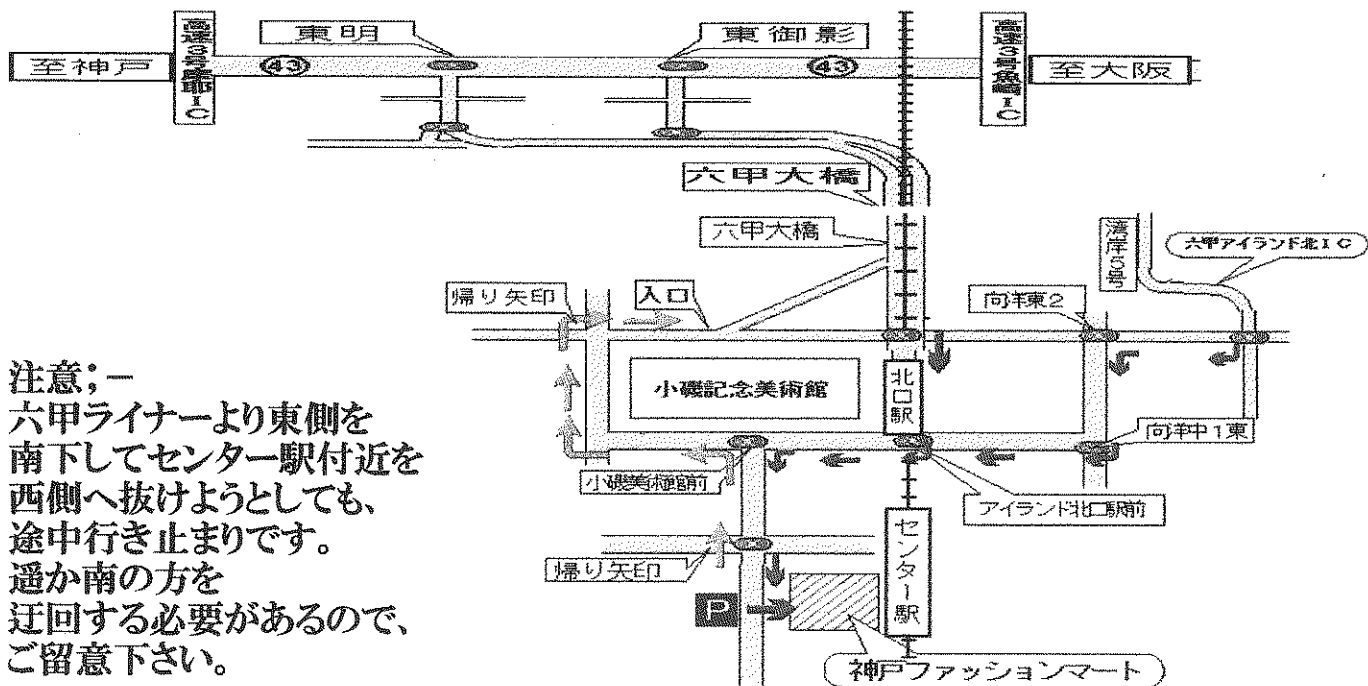 高速3号摩耶IC
東明
東御影
高速3号魚崎IC
至神戸
43
43
至大阪
六甲大橋
六甲大橋
湾岸5号
六甲アイランド北IC
帰り矢印
入口
向洋東2
小磯記念美術館
北口駅
向洋中1東
小磯美術館前
アイランド北口駅前
センター駅
帰り矢印
P
神戸ファッションマート
注意;ー
六甲ライナーより東側を
南下してセンター駅付近を
西側へ抜けようとしても、
途中行き止まりです。
遥か南の方を
迂回する必要があるので、
ご留意下さい。